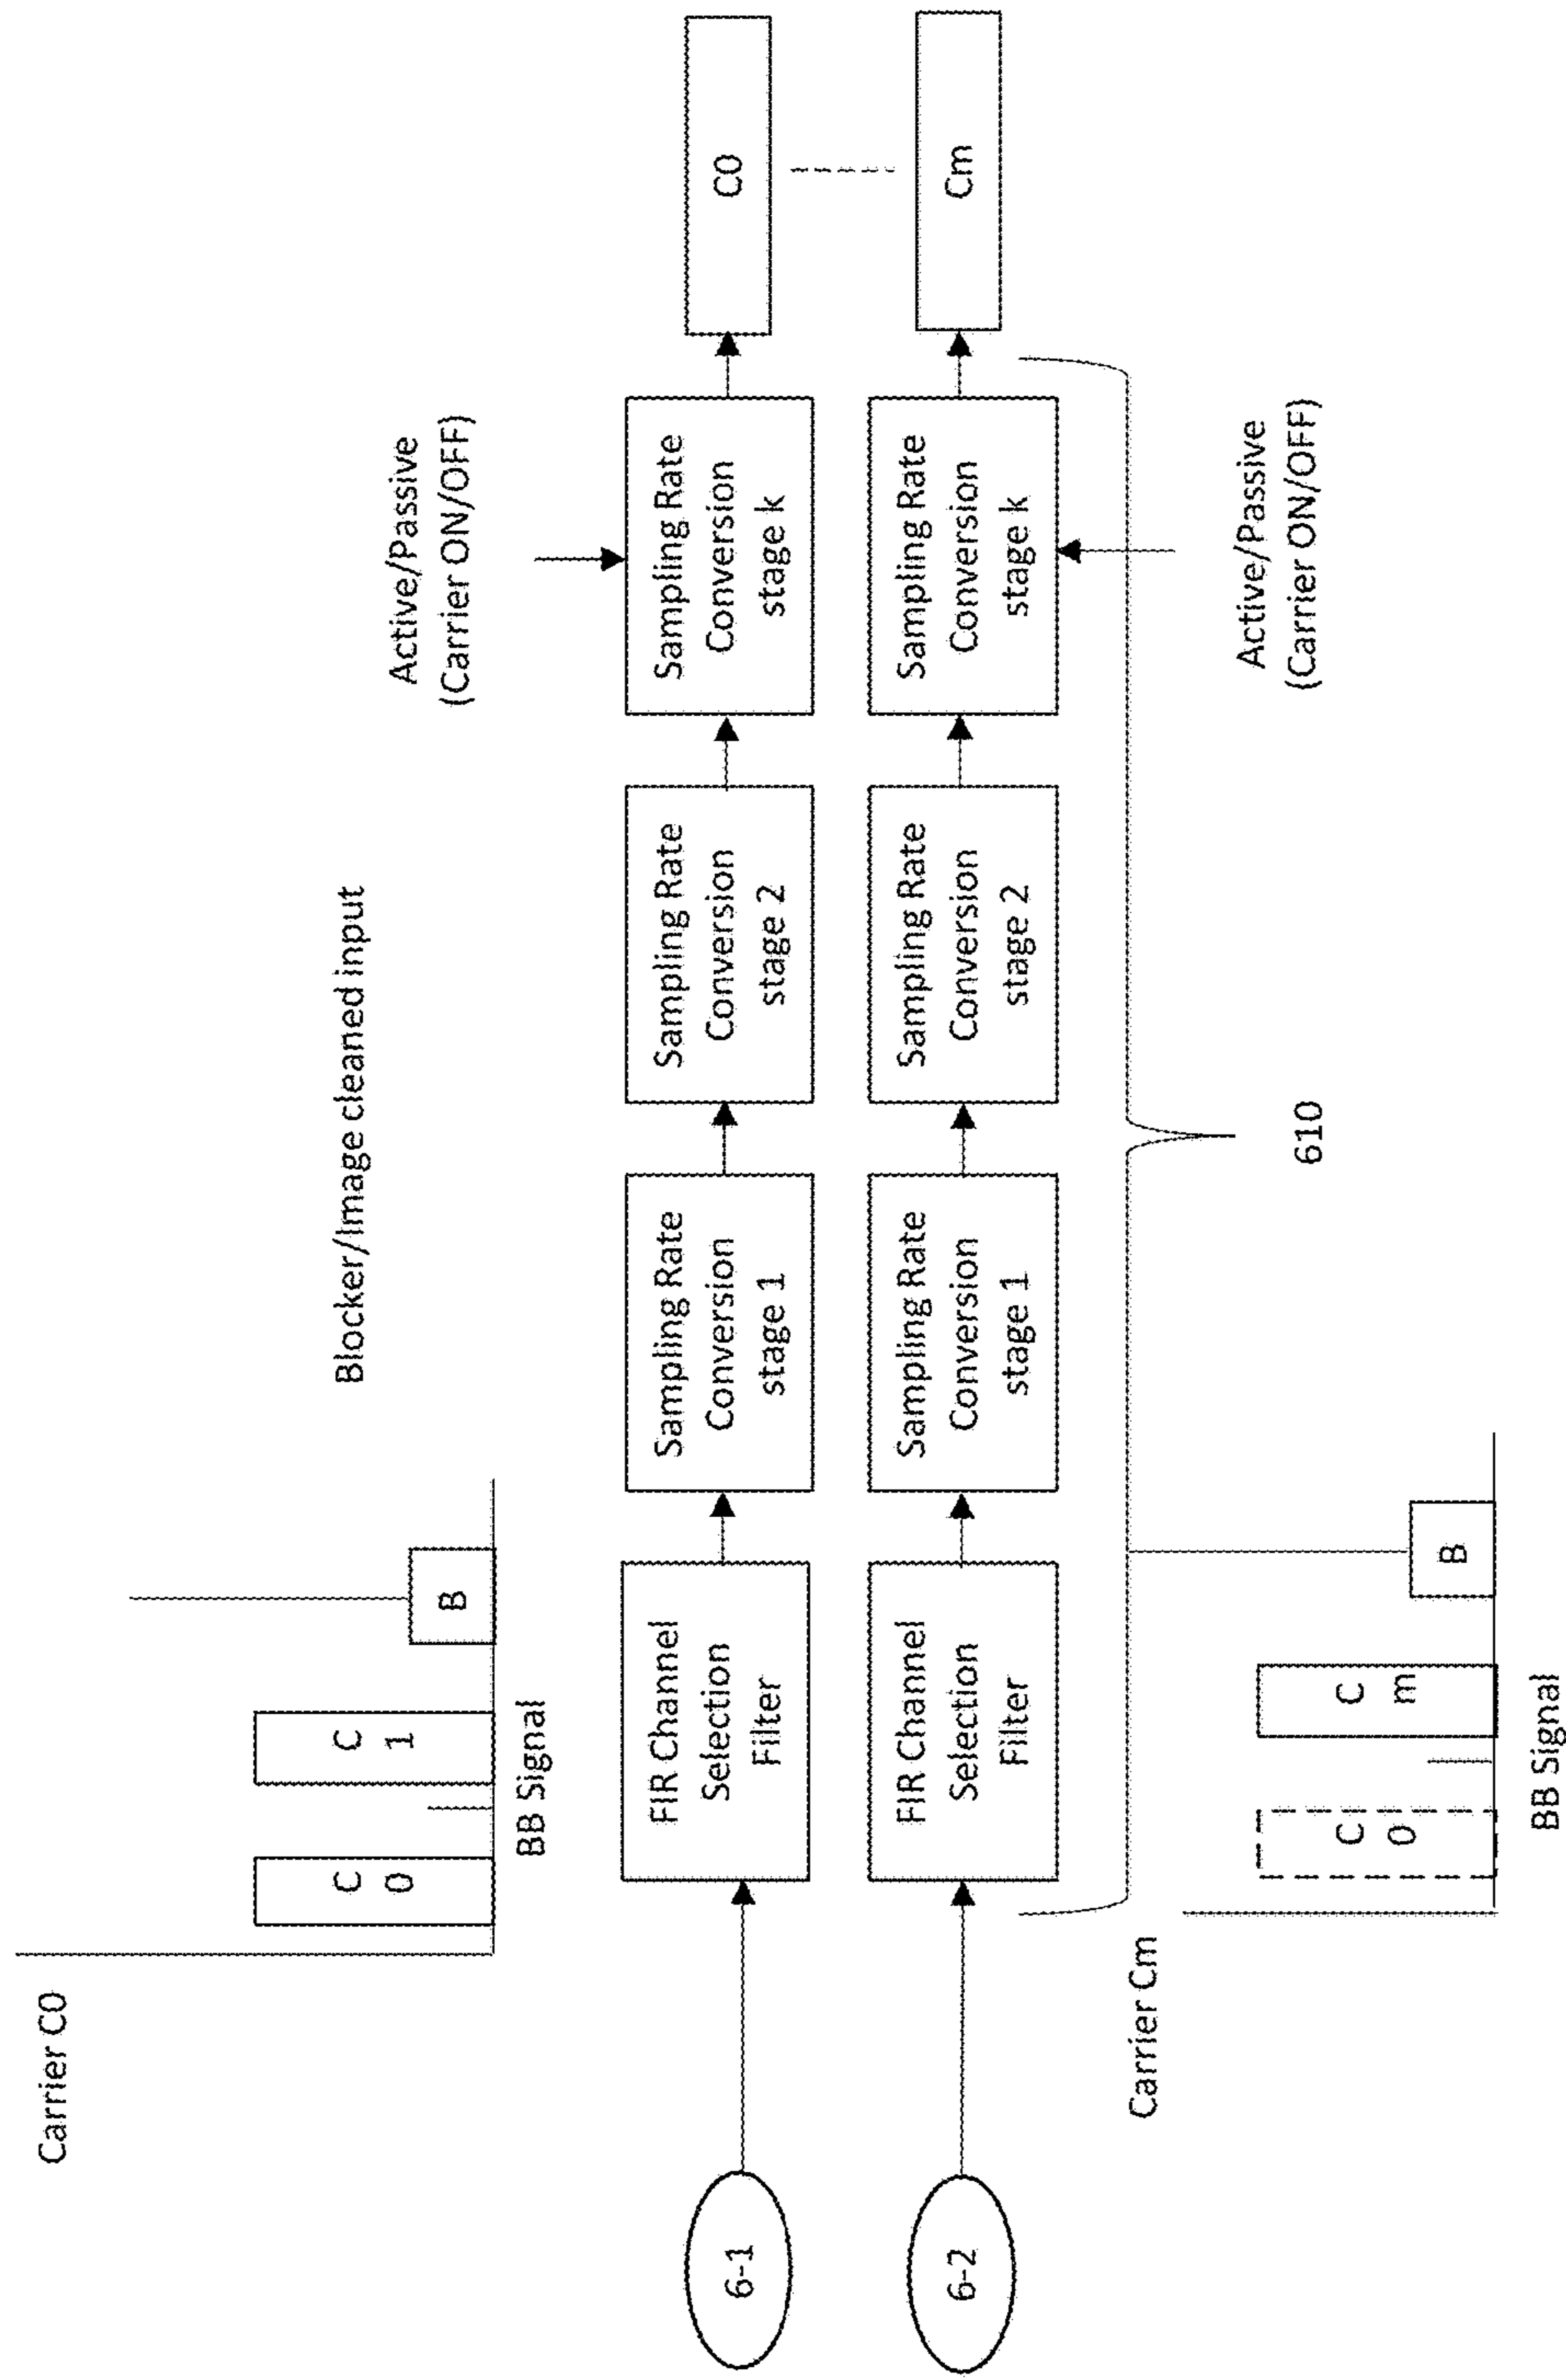 Carrier C0
C
0
C
1
B
BB Signal
Blocker/Image cleaned input
Active/Passive
(Carrier ON/OFF)
6-1
FIR Channel
Selection
Filter
Sampling Rate
Conversion
stage 1
Sampling Rate
Conversion
stage 2
Sampling Rate
Conversion
stage k
C0
6-2
FIR Channel
Selection
Filter
Sampling Rate
Conversion
stage 1
Sampling Rate
Conversion
stage 2
Sampling Rate
Conversion
stage k
Cm
Carrier Cm
C
0
C
m
B
BB Signal
610
Active/Passive
(Carrier ON/OFF)